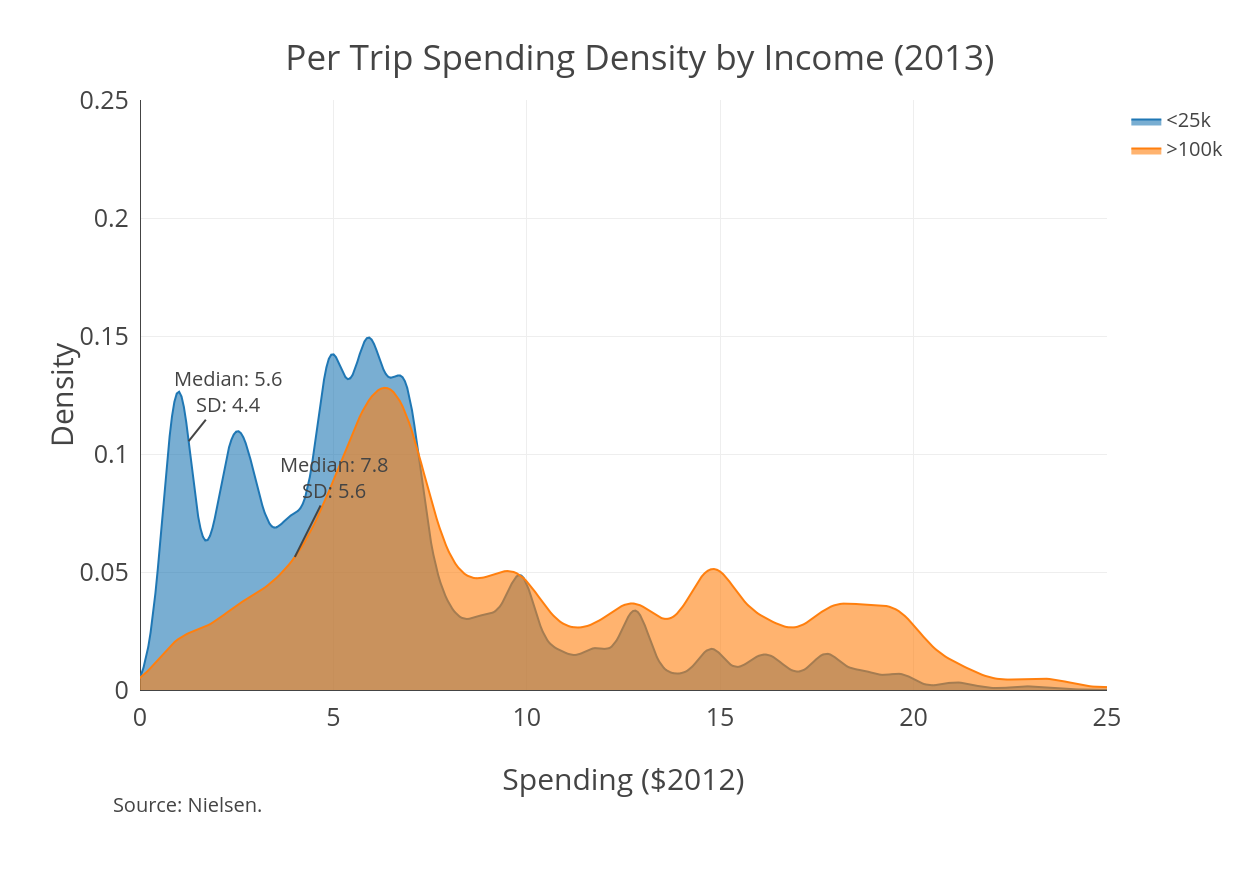 Per Trip Spending Density by Income (2013)
0.25
0.2
0.15
0.1
0.05
0
Density
<25k
>100k
Median: 5.6
SD: 4.4
Median: 7.8
SD: 5.6
0 5 10 15 20 25
Spending ($2012)
Source: Nielsen.